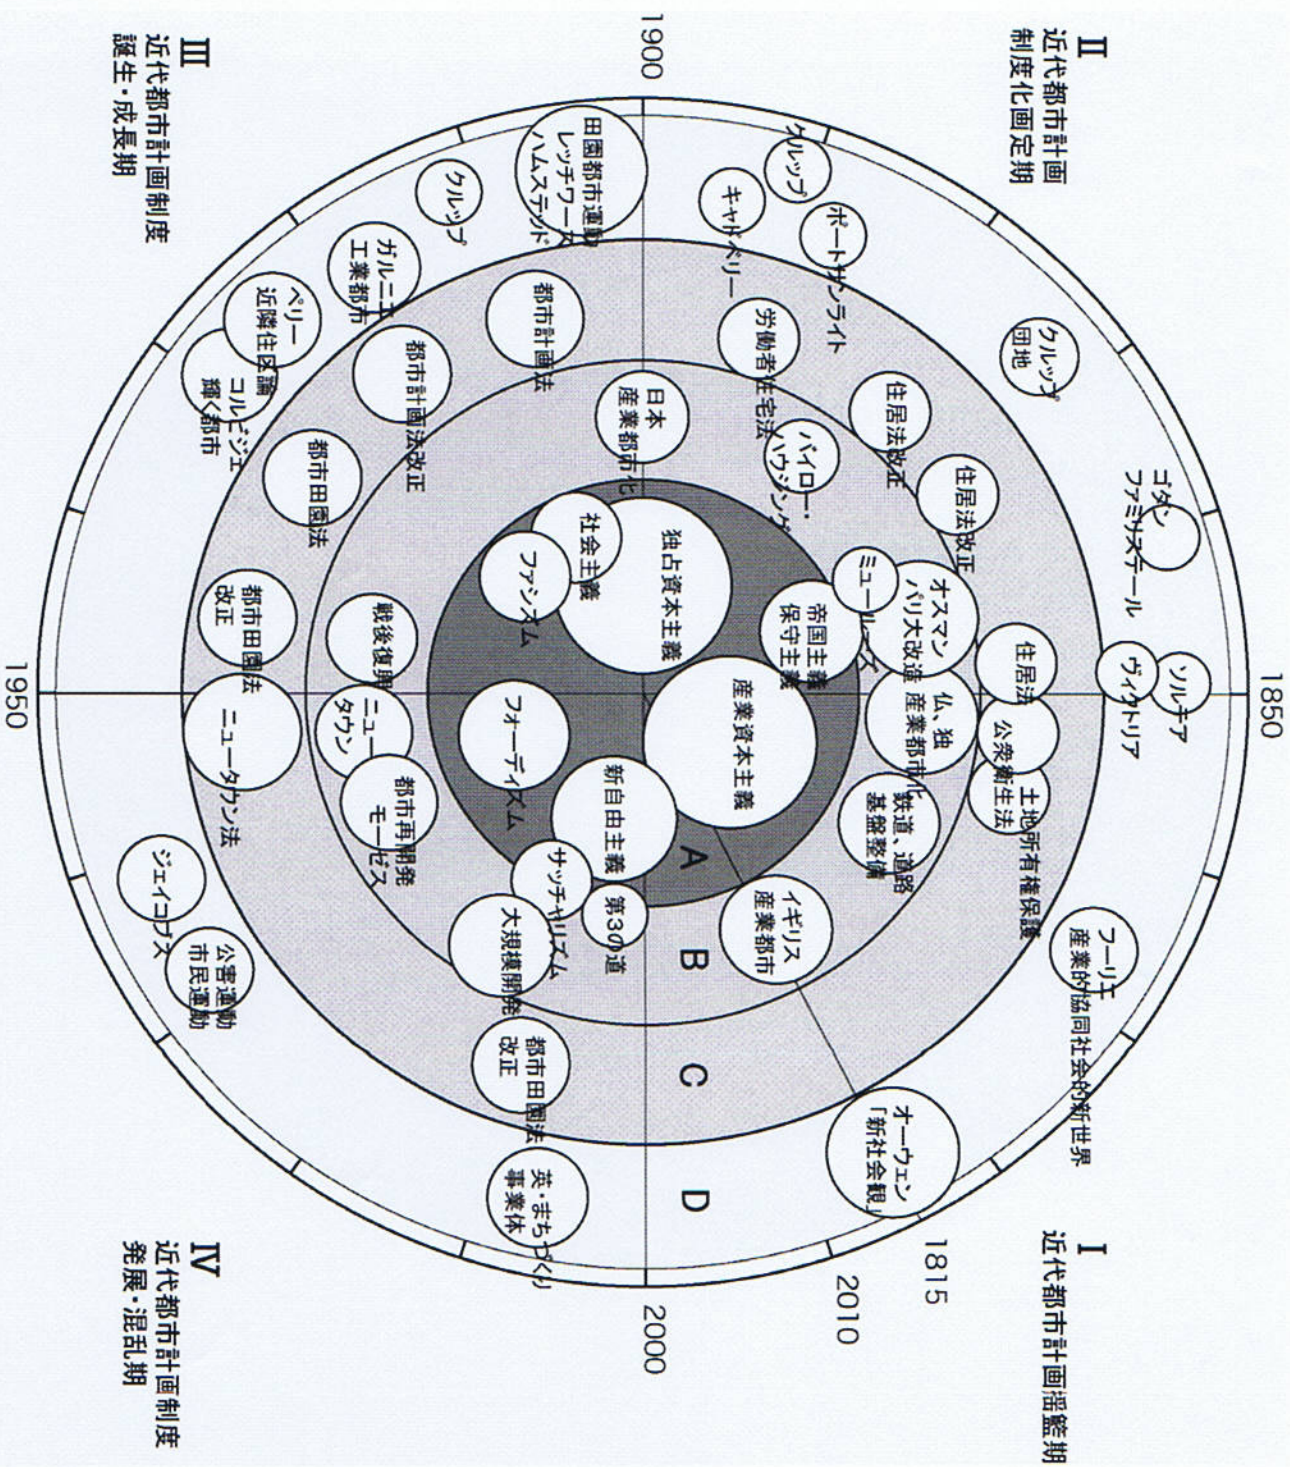 1900
II
近代都市計画
制度化画定期
III
近代都市計画制度
誕生・成長期
クルップ
キャドベリー
ポートサンライト
田園都市運動
レッチワース
ハムステッド
クルップ
ガルニエ
工業都市
ペリー
近隣住区論
コルビジェ
輝く都市
クルップ
団地
ゴダン
ファミリステール
ソルテア
ヴィクトリア
1850
労働者住宅法
住居法改正
住居法改正
住居法
公衆衛生法
土地所有権保護
都市計画法
都市計画法改正
都市田園法
都市田園法
改正
ニュータウン法
1950
日本
産業都市化
バイロー・
ハウジング
ミュールーズ
オスマン
パリ大改造
仏、独
産業都市化
鉄道、道路
基盤整備
イギリス
産業都市
独占資本主義
社会主義
ファシズム
帝国主義
保守主義
産業資本主義
フォーディズム
新自由主義
サッチャリズム
第3の道
戦後復興
ニュー
タウン
都市再開発
モーゼス
大規模開発
都市田園法
改正
英・まちづくり
事業体
ジェイコブス
公害運動
市民運動
フーリエ
産業的協同社会的新世界
オーウェン
「新社会観」
A
B
C
D
1815
2010
2000
I
近代都市計画揺籃期
IV
近代都市計画制度
発展・混乱期